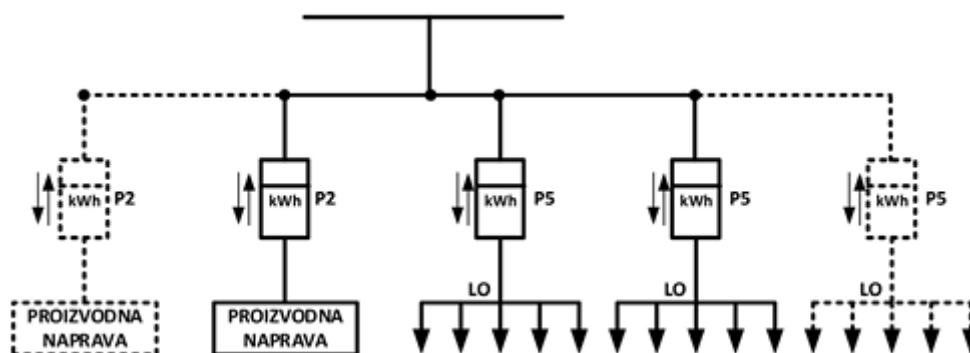 kWh P2
kWh P2
kWh P5
kWh P5
kWh P5
LO
LO
LO
PROIZVODNA
NAPRAVA
PROIZVODNA
NAPRAVA